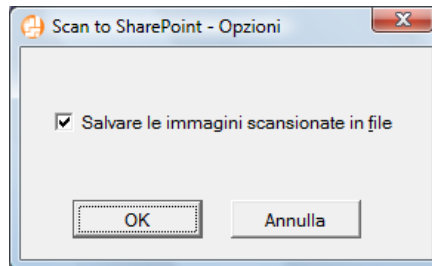 Scan to SharePoint - Opzioni
Salvare le immagini scansionate in file
OK Annulla